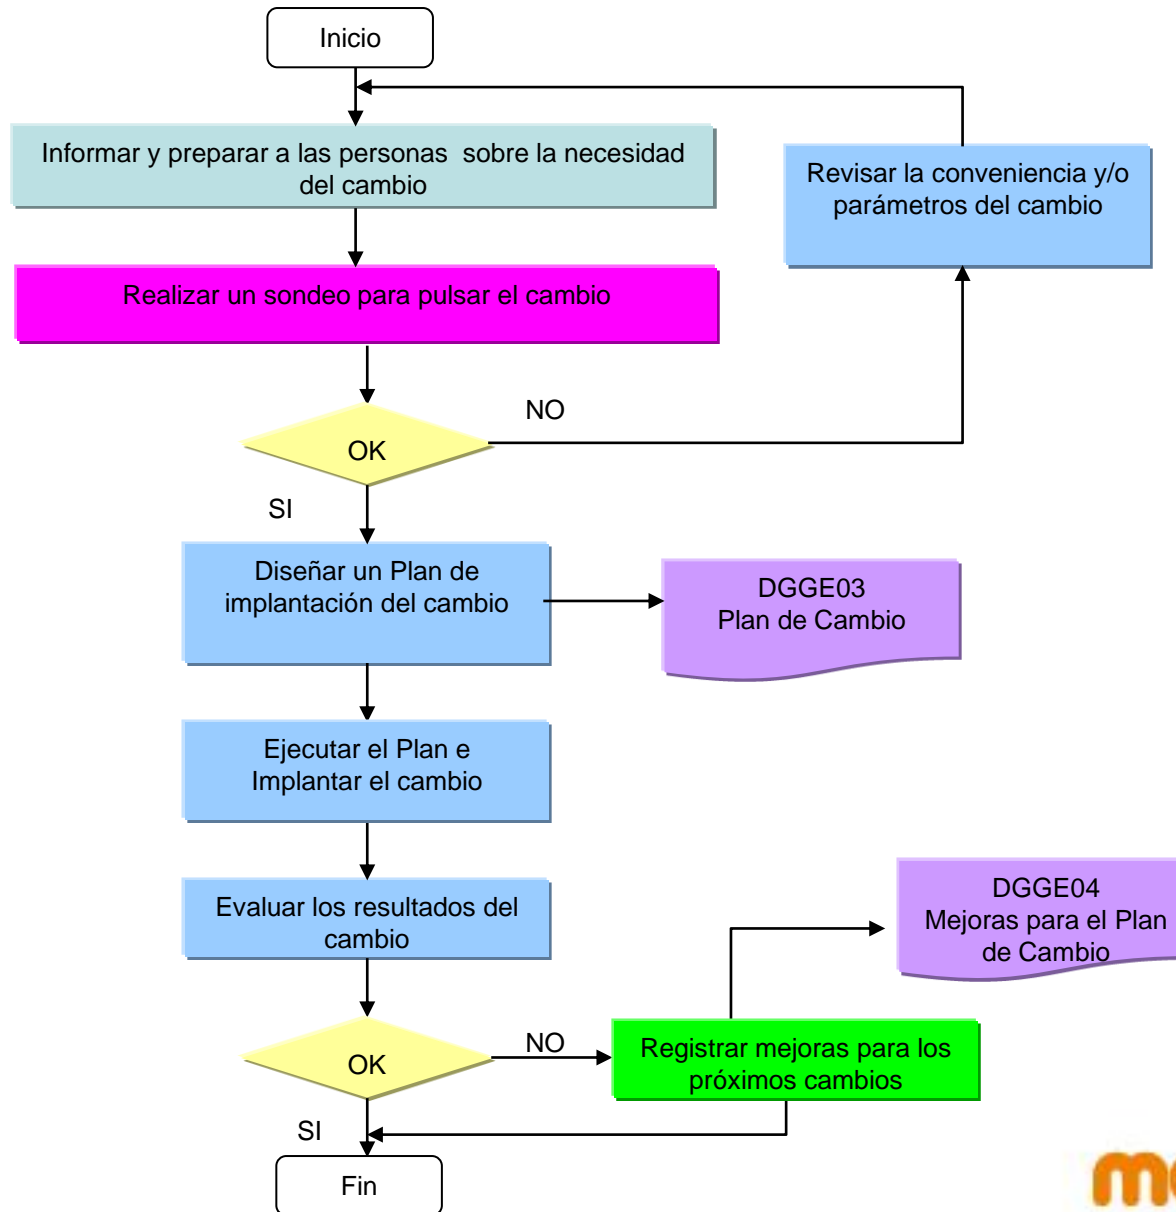 Inicio
Informar y preparar a las personas sobre la necesidad
del cambio
Revisar la conveniencia y/o
parámetros del cambio
Realizar un sondeo para pulsar el cambio
NO
OK
SI
Diseñar un Plan de
implantación del cambio
DGGE03
Plan de Cambio
Ejecutar el Plan e
Implantar el cambio
Evaluar los resultados del
cambio
DGGE04
Mejoras para el Plan
de Cambio
OK
NO
Registrar mejoras para los
próximos cambios
SI
Fin